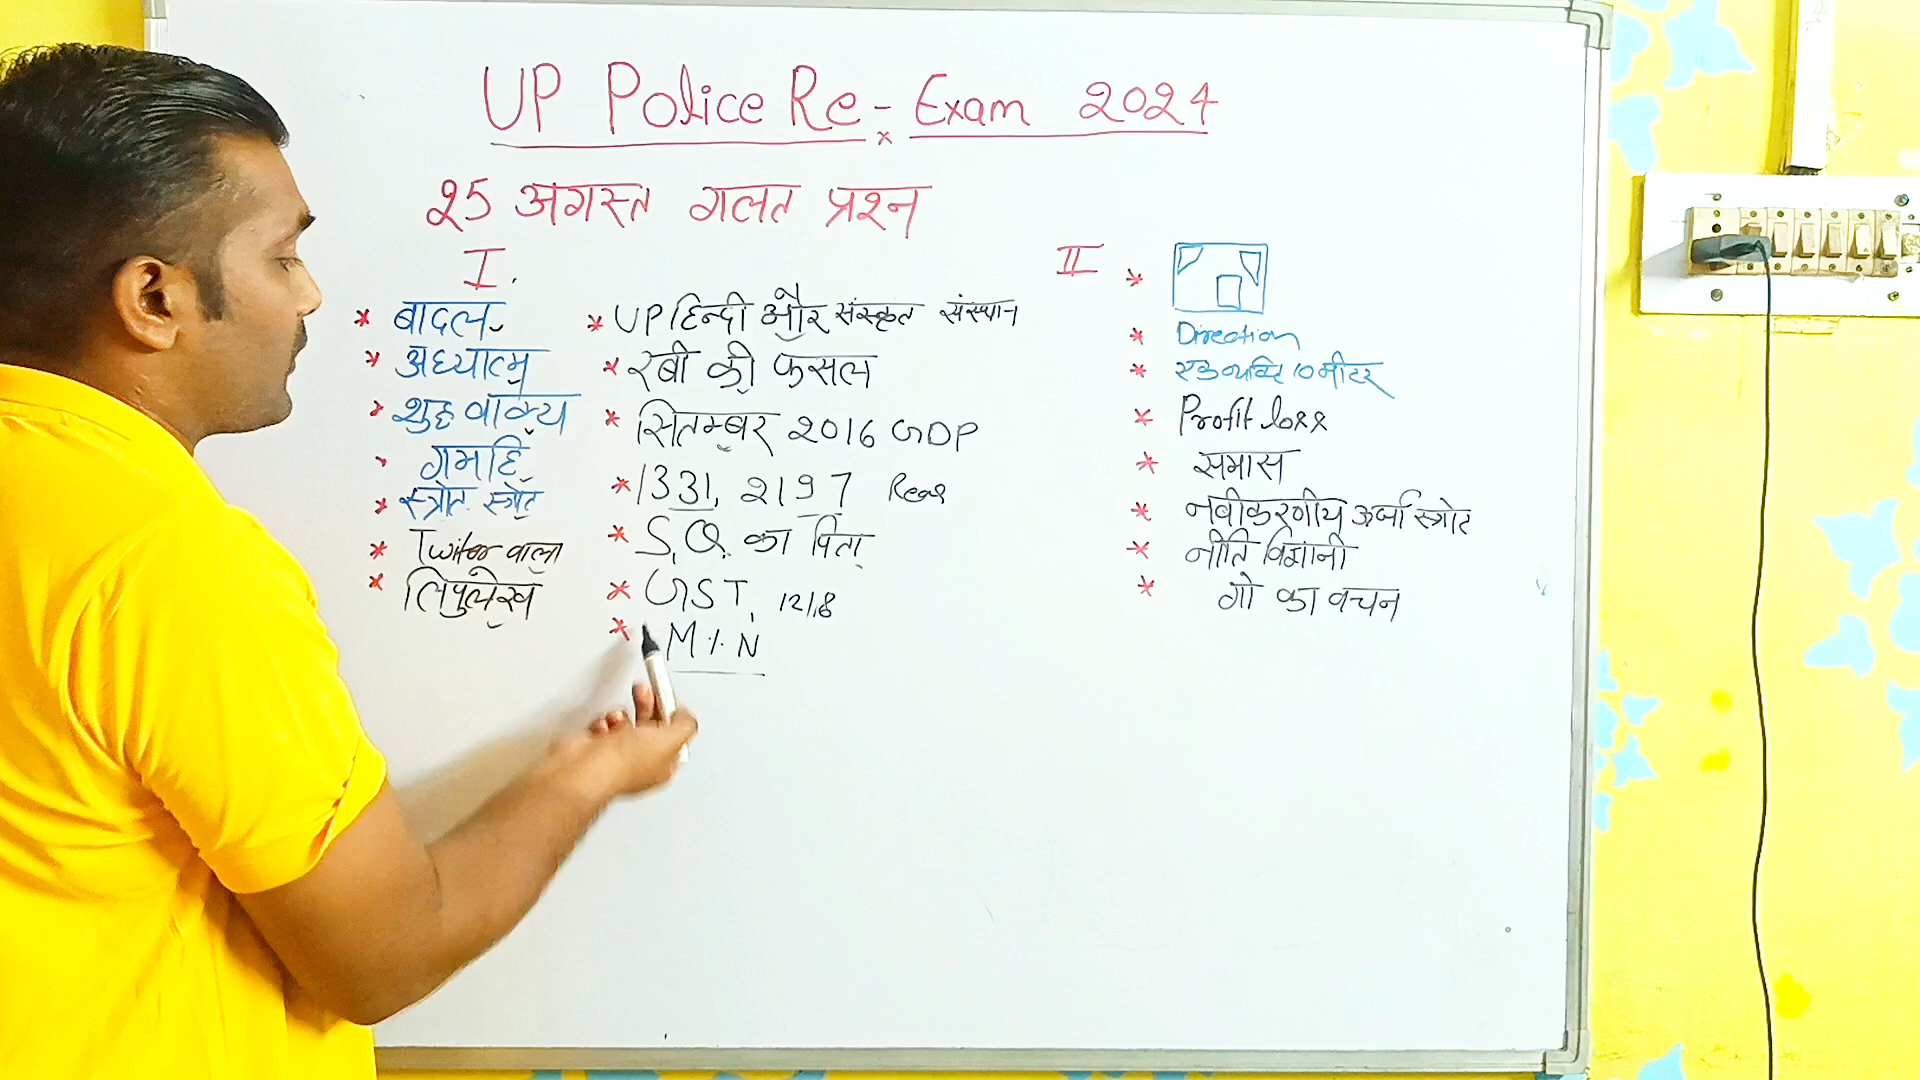 UP Police Re-Exam 2024
25 अगस्त गलत प्रश्न
I.
* बादल
* अध्यात्म
* शुद्ध वाक्य
गमहि
* स्त्रोत स्त्रोत
* Twiter वाला
* लिपुलेख
* UP हिन्दी और संस्कृत संस्थान
* रबी की फसल
* सितम्बर 2016 GDP
* 1331, 2197 Reas
* S.Q. का पिता
* GST, 12/18
* M % N
II
*
* Direction
* एक व्यक्ति 10 मीटर
* Profit loss
* समास
* नवीकरणीय ऊर्जा स्त्रोत
* नीति विज्ञानी
* गो का वचन